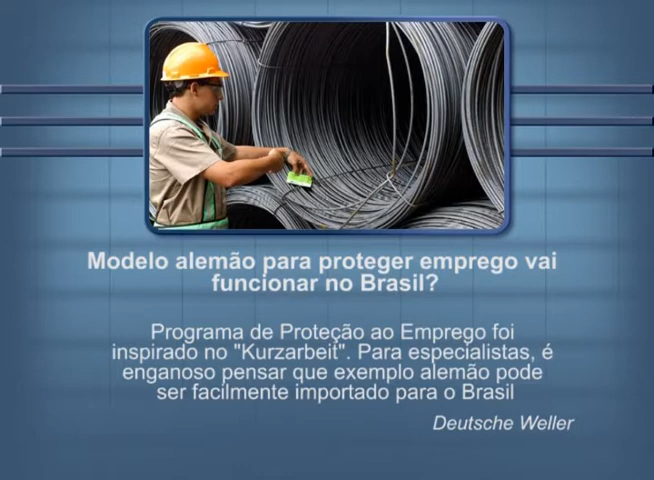 Modelo alemão para proteger emprego vai
funcionar no Brasil?
Programa de Proteção ao Emprego foi
inspirado no "Kurzarbeit". Para especialistas, é
enganoso pensar que exemplo alemão pode
ser facilmente importado para o Brasil
Deutsche Weller